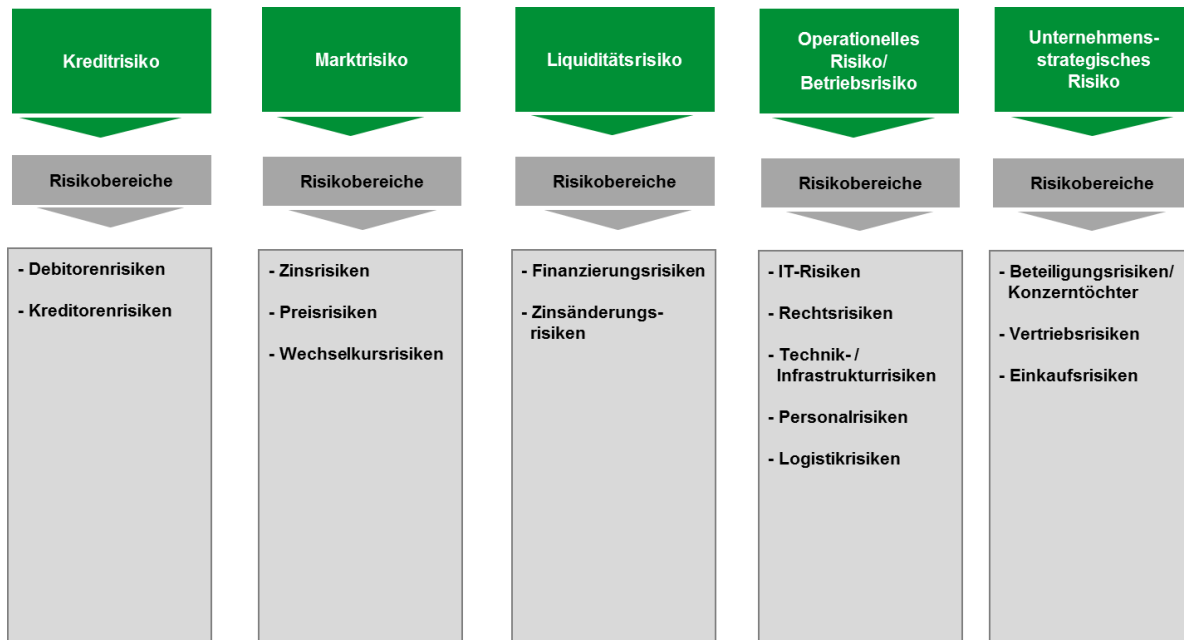 Kreditrisiko
Marktrisiko
Liquiditätsrisiko
Operationelles
Risiko/
Betriebsrisiko
Unternehmens-
strategisches
Risiko
Risikobereiche
Risikobereiche
Risikobereiche
Risikobereiche
Risikobereiche
- Debitorenrisiken
- Kreditorenrisiken
- Zinsrisiken
- Preisrisiken
- Wechselkursrisiken
- Finanzierungsrisiken
- Zinsänderungs-
risiken
- IT-Risiken
- Rechtsrisiken
- Technik- /
Infrastrukturrisiken
- Personalrisiken
- Logistikrisiken
- Beteiligungsrisiken/
Konzerntöchter
- Vertriebsrisiken
- Einkaufsrisiken